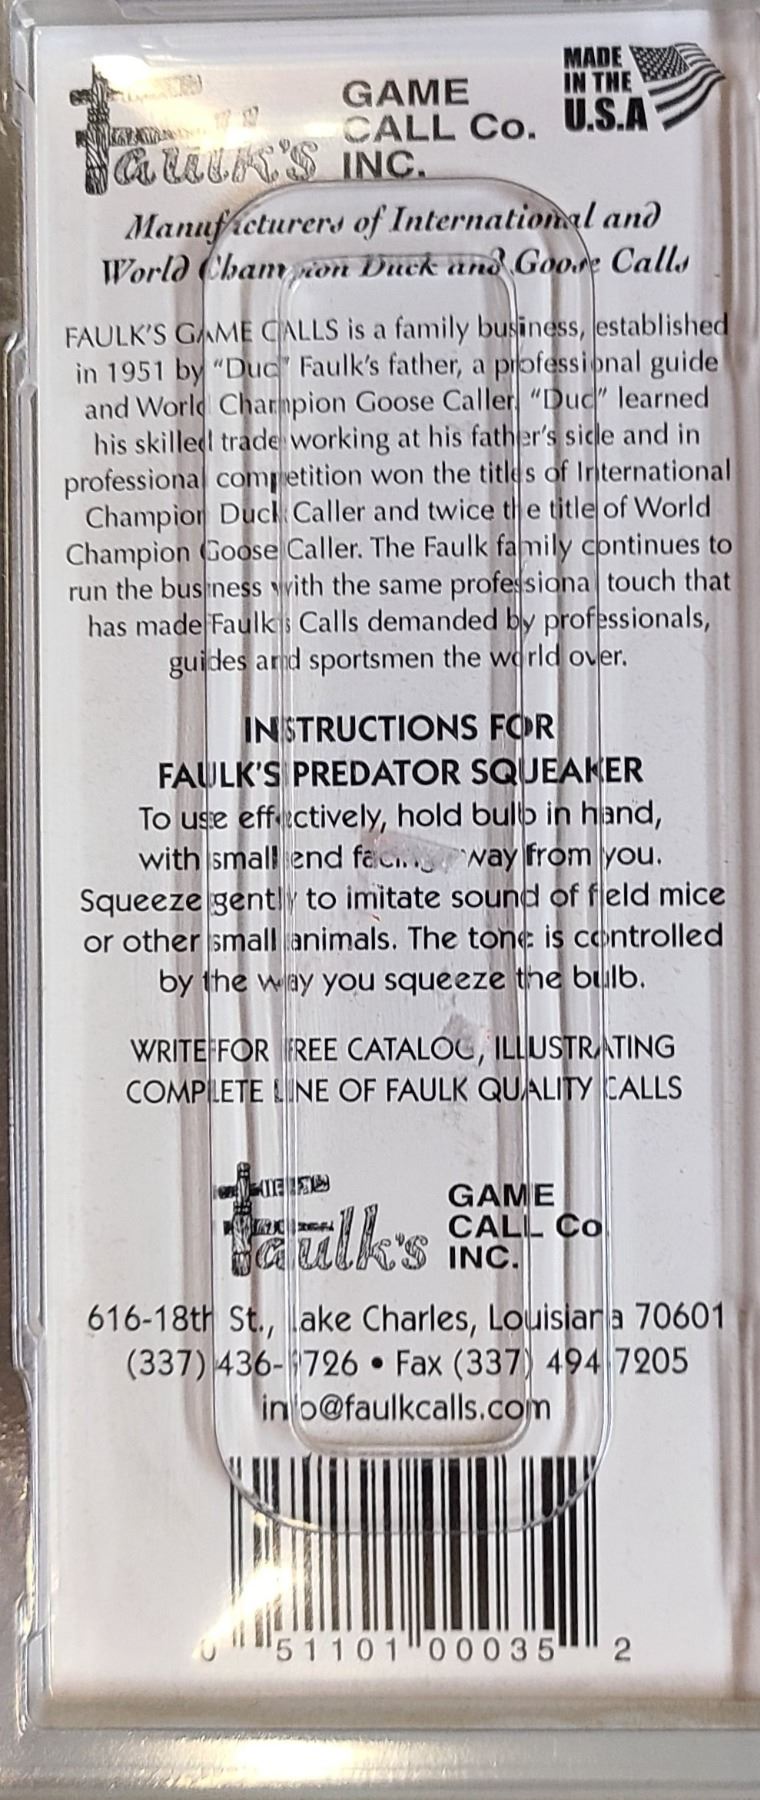 MADE
IN THE
U.S.A
Faulk's
GAME
CALL Co.
INC.
Manufacturers of International and
World Champion Duck and Goose Calls
FAULK'S GAME CALLS is a family business, established
in 1951 by “Dud” Faulk's father, a professional guide
and World Champion Goose Caller. “Dud” learned
his skilled trade working at his father's side and in
professional competition won the titles of International
Champion Duck Caller and twice the title of World
Champion Goose Caller. The Faulk family continues to
run the business with the same professional touch that
has made Faulk's Calls demanded by professionals,
guides and sportsmen the world over.
INSTRUCTIONS FOR
FAULK'S PREDATOR SQUEAKER
To use effectively, hold bulb in hand,
with small end facing away from you.
Squeeze gently to imitate sound of field mice
or other small animals. The tone is controlled
by the way you squeeze the bulb.
WRITE FOR FREE CATALOG, ILLUSTRATING
COMPLETE LINE OF FAULK QUALITY CALLS
Faulk's
GAME
CALL Co
INC.
616-18th St., Lake Charles, Louisiana 70601
(337) 436- • Fax (337) 494 7205
info@faulkcalls.com
0 51101 00035 2